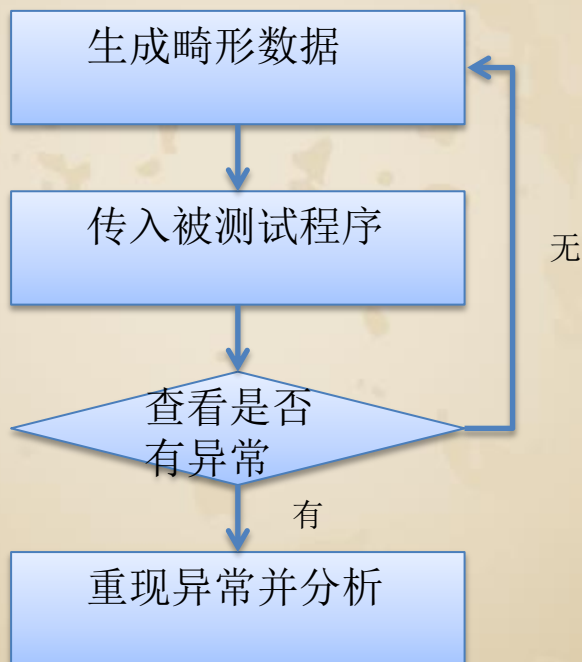 生成畸形数据
传入被测试程序
无
查看是否
有异常
有
重现异常并分析